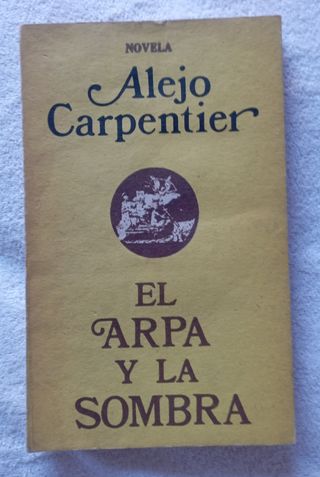 NOVELA
Alejo
Carpentier
EL
ARPA
Y LA
SOMBRA